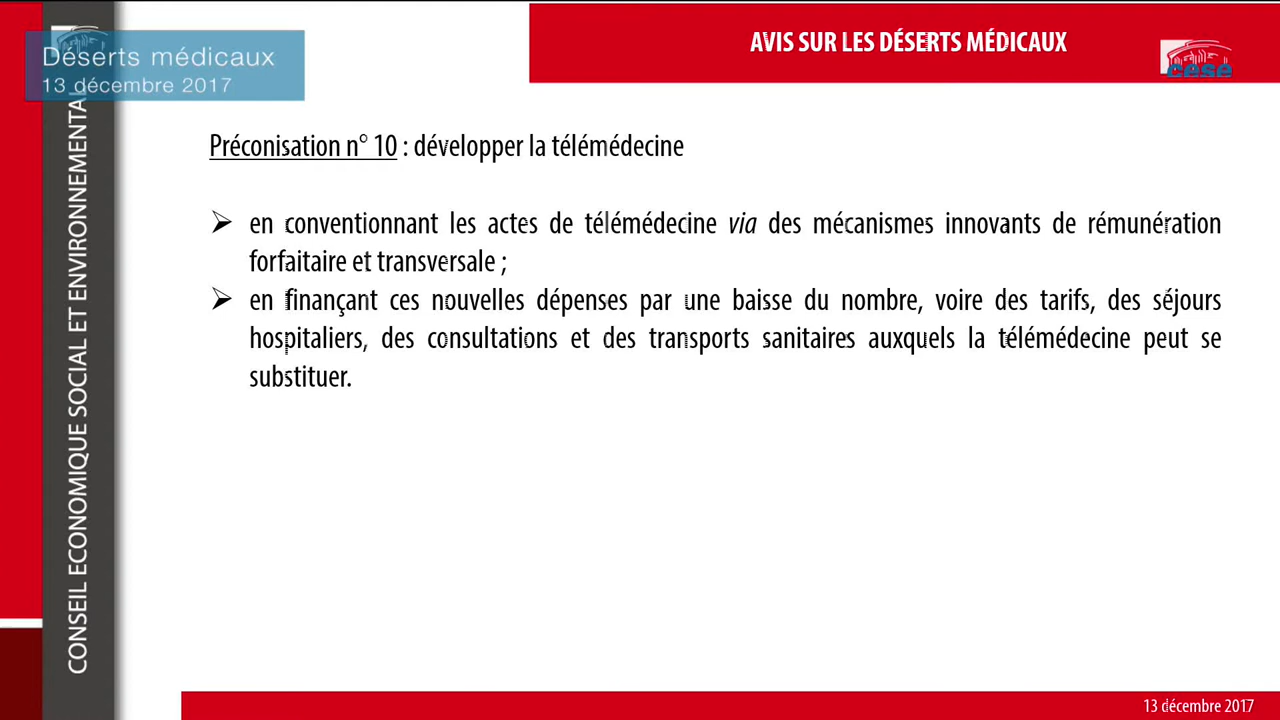 Déserts médicaux
13 décembre 2017
AVIS SUR LES DÉSERTS MÉDICAUX
cese
CONSEIL ECONOMIQUE SOCIAL ET ENVIRONNEMENTAL
Préconisation n° 10 : développer la télémédecine
➢ en conventionnant les actes de télémédecine via des mécanismes innovants de rémunération
forfaitaire et transversale ;
➢ en finançant ces nouvelles dépenses par une baisse du nombre, voire des tarifs, des séjours
hospitaliers, des consultations et des transports sanitaires auxquels la télémédecine peut se
substituer.
13 décembre 2017